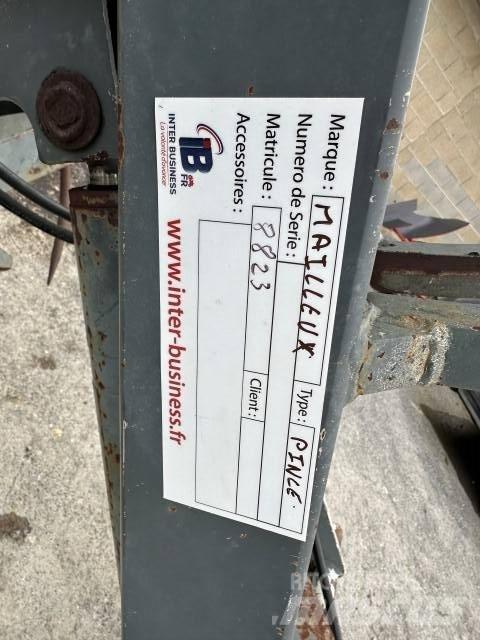 Marque : MAILLEUX Type : PINCE.
Numero de Serie :
Matricule : 8823 Client :
Accessoires :
IB.FR
INTER BUSINESS
La volonté d'avancer
www.inter-business.fr